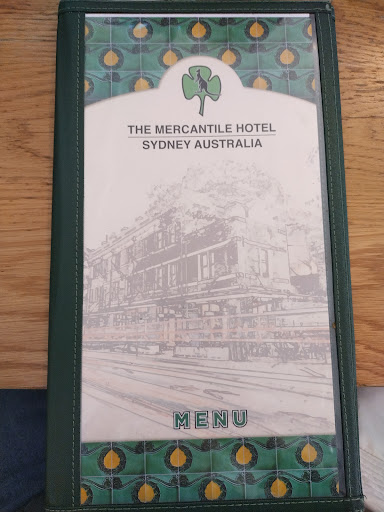 THE MERCANTILE HOTEL
SYDNEY AUSTRALIA
MENU